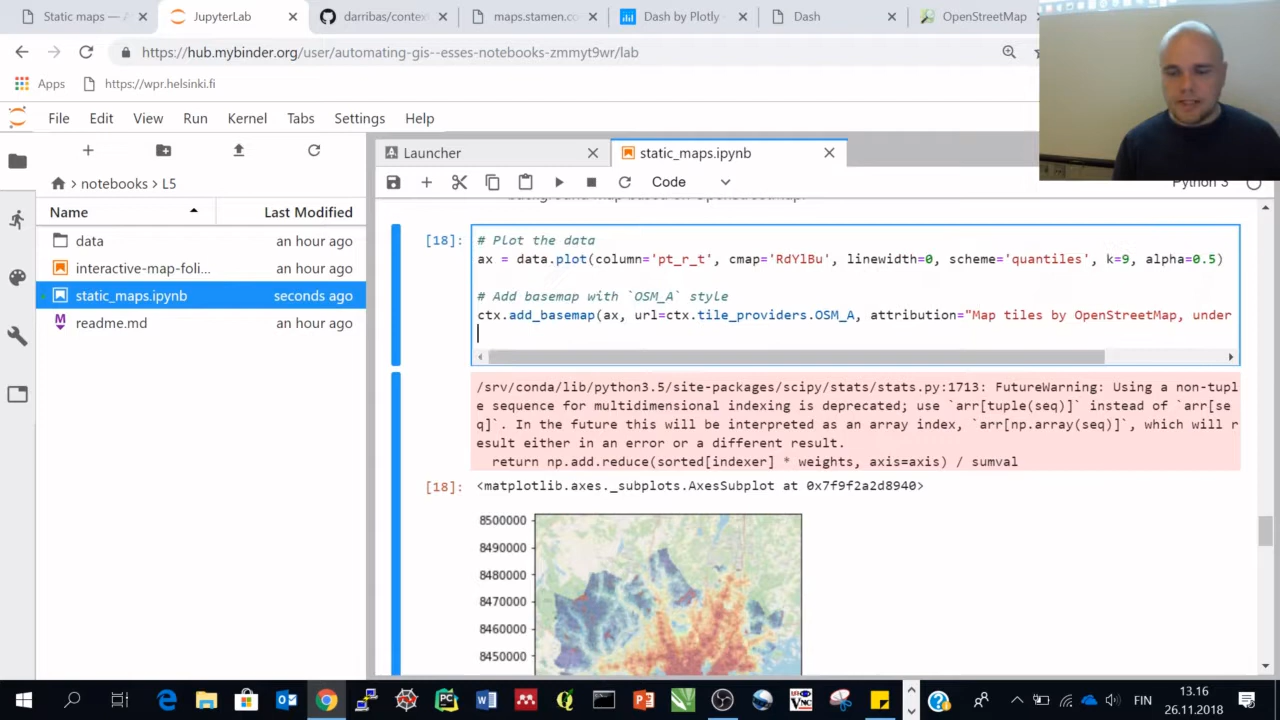 Static maps — A
JupyterLab
darribas/contex
maps.stamen.co
Dash by Plotly
Dash
OpenStreetMap
https://hub.mybinder.org/user/automating-gis--esses-notebooks-zmmyt9wr/lab
Apps
https://wpr.helsinki.fi
File Edit View Run Kernel Tabs Settings Help
Launcher
static_maps.ipynb
Code
Python 3
notebooks > L5
Name
Last Modified
data an hour ago
interactive-map-foli... an hour ago
static_maps.ipynb seconds ago
readme.md an hour ago
background map based on OpenStreetMap:
[18]:
# Plot the data
ax = data.plot(column='pt_r_t', cmap='RdYlBu', linewidth=0, scheme='quantiles', k=9, alpha=0.5)
# Add basemap with `OSM_A` style
ctx.add_basemap(ax, url=ctx.tile_providers.OSM_A, attribution="Map tiles by OpenStreetMap, under
/srv/conda/lib/python3.5/site-packages/scipy/stats/stats.py:1713: FutureWarning: Using a non-tupl
e sequence for multidimensional indexing is deprecated; use `arr[tuple(seq)]` instead of `arr[se
q]`. In the future this will be interpreted as an array index, `arr[np.array(seq)]`, which will r
esult either in an error or a different result.
return np.add.reduce(sorted[indexer] * weights, axis=axis) / sumval
[18]: <matplotlib.axes._subplots.AxesSubplot at 0x7f9f2a2d8940>
8500000
8490000
8480000
8470000
8460000
8450000
FIN
13.16
26.11.2018